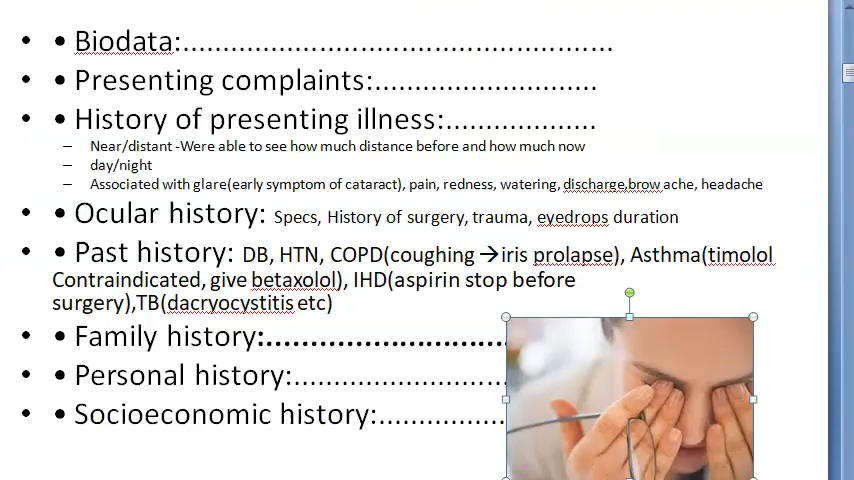 • • Biodata:......................................................
• • Presenting complaints:............................
• • History of presenting illness:...................
– Near/distant -Were able to see how much distance before and how much now
– day/night
– Associated with glare(early symptom of cataract), pain, redness, watering, discharge,brow ache, headache
• • Ocular history: Specs, History of surgery, trauma, eyedrops duration
• • Past history: DB, HTN, COPD(coughing →iris prolapse), Asthma(timolol
Contraindicated, give betaxolol), IHD(aspirin stop before
surgery),TB(dacryocystitis etc)
• • Family history:...............................
• • Personal history:...........................
• • Socioeconomic history:................